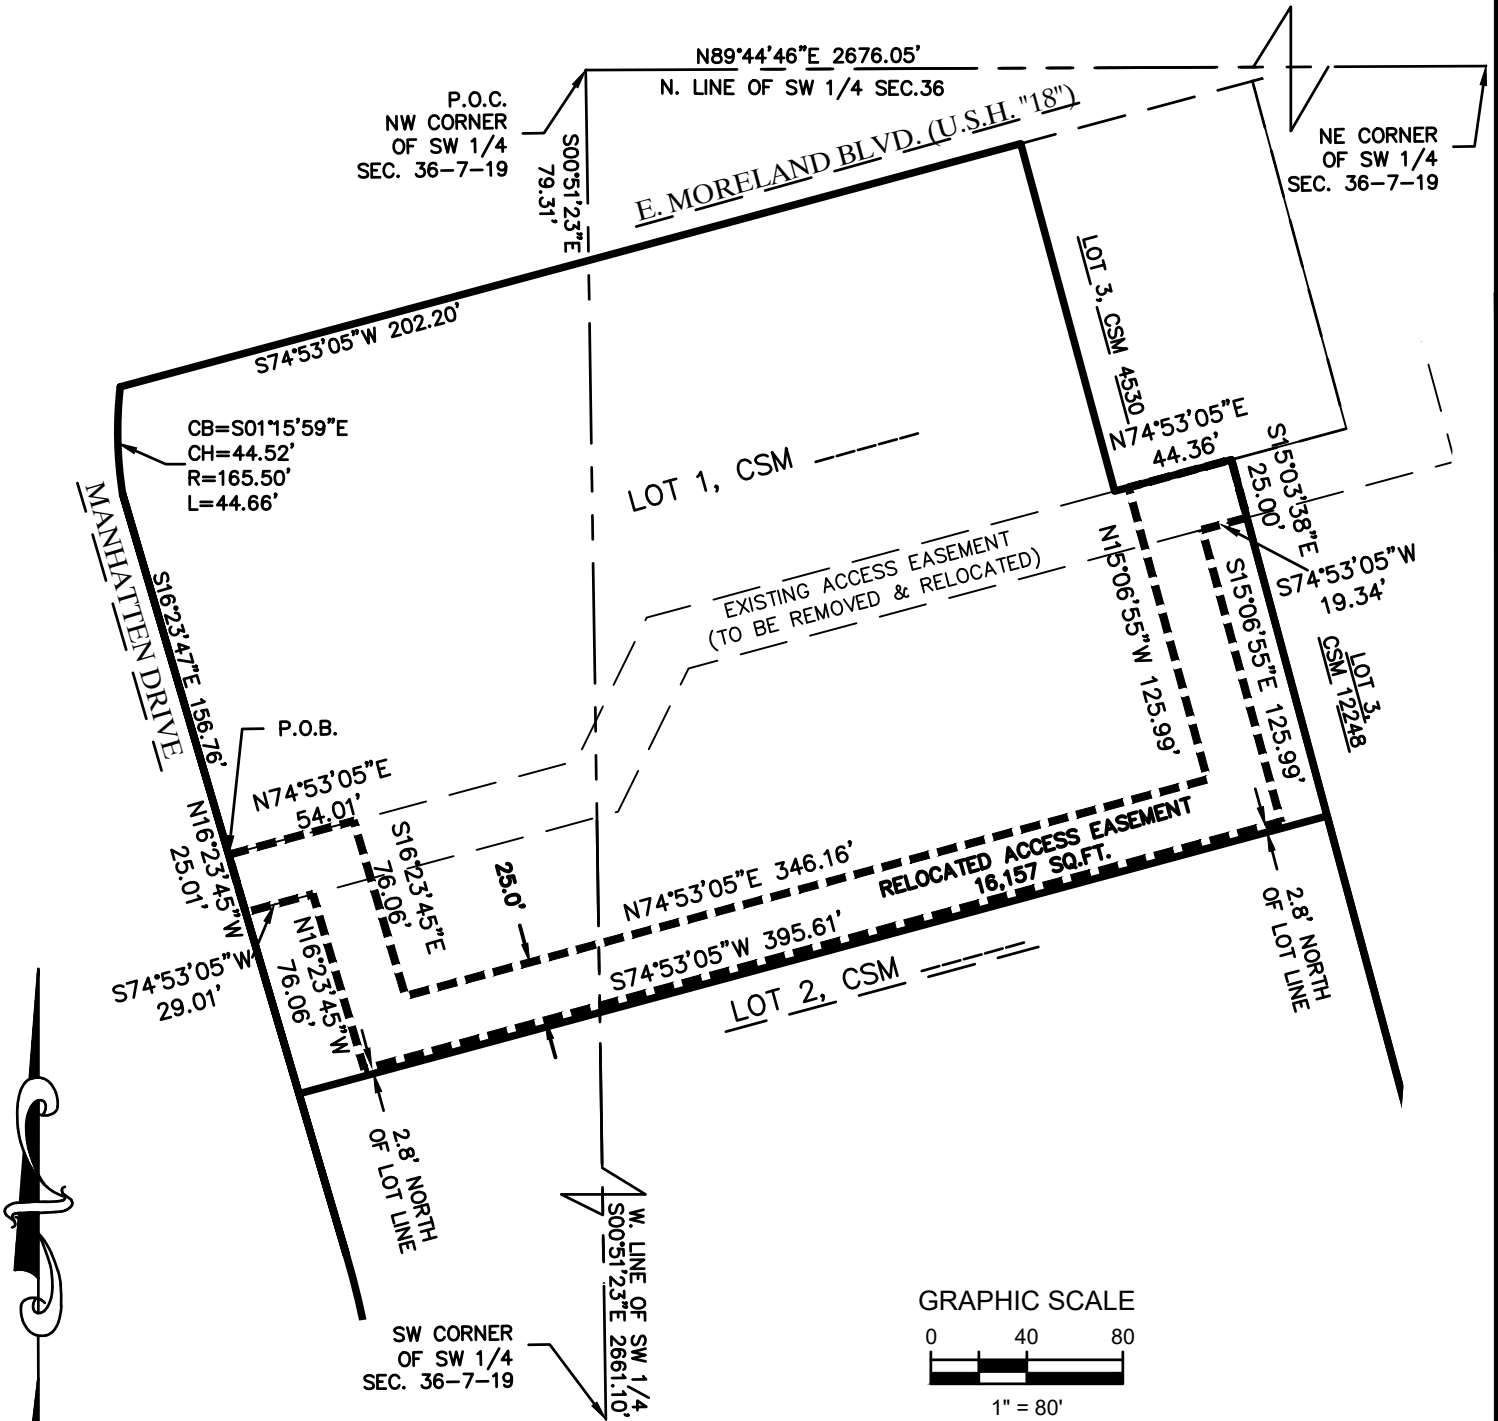 N89°44'46"E 2676.05'
N. LINE OF SW 1/4 SEC.36
P.O.C.
NW CORNER
OF SW 1/4
SEC. 36-7-19
NE CORNER
OF SW 1/4
SEC. 36-7-19
S00°51'23"E
79.31'
E. MORELAND BLVD. (U.S.H. "18")
S74°53'05"W 202.20'
LOT 3, CSM 4530
CB=S01°15'59"E
CH=44.52'
R=165.50'
L=44.66'
LOT 1, CSM
N74°53'05"E
44.36'
S15°03'38"E
25.00'
MANHATTEN DRIVE
S16°23'47"E 156.76'
EXISTING ACCESS EASEMENT
(TO BE REMOVED & RELOCATED)
N15°06'55"W 125.99'
S15°06'55"E 125.99'
S74°53'05"W
19.34'
LOT 3,
CSM 12248
P.O.B.
N74°53'05"E
54.01'
N16°23'45"W
25.01'
S16°23'45"E
76.06'
25.0'
N74°53'05"E 346.16'
RELOCATED ACCESS EASEMENT
16,157 SQ.FT.
S74°53'05"W 395.61'
S74°53'05"W
29.01'
N16°23'45"W
76.06'
LOT 2, CSM
2.8' NORTH
OF LOT LINE
2.8' NORTH
OF LOT LINE
W. LINE OF SW 1/4
S00°51'23"E 2661.10'
SW CORNER
OF SW 1/4
SEC. 36-7-19
GRAPHIC SCALE
0 40 80
1" = 80'